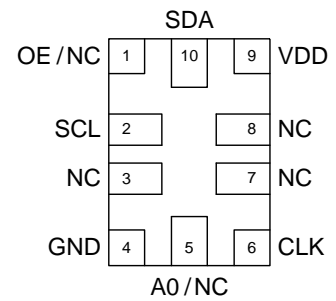 SDA
OE/NC 1 10 9 VDD
SCL 2 8 NC
NC 3 7 NC
GND 4 5 6 CLK
A0/NC